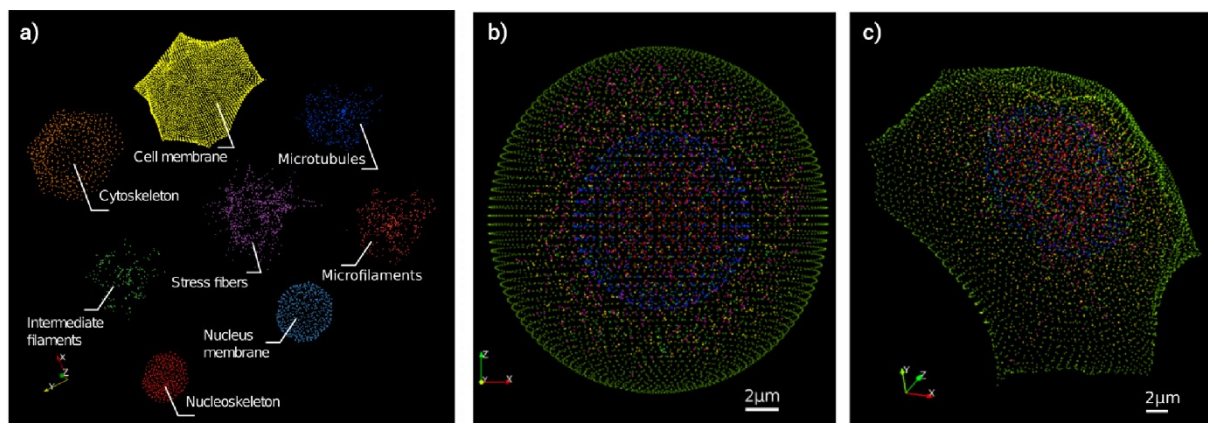 a)
Cell membrane
Microtubules
Cytoskeleton
Stress fibers
Microfilaments
Intermediate
filaments
Nucleus
membrane
Nucleoskeleton
X
Z
Y
b)
Z
Y
X
2μm
c)
Y
Z
X
2μm